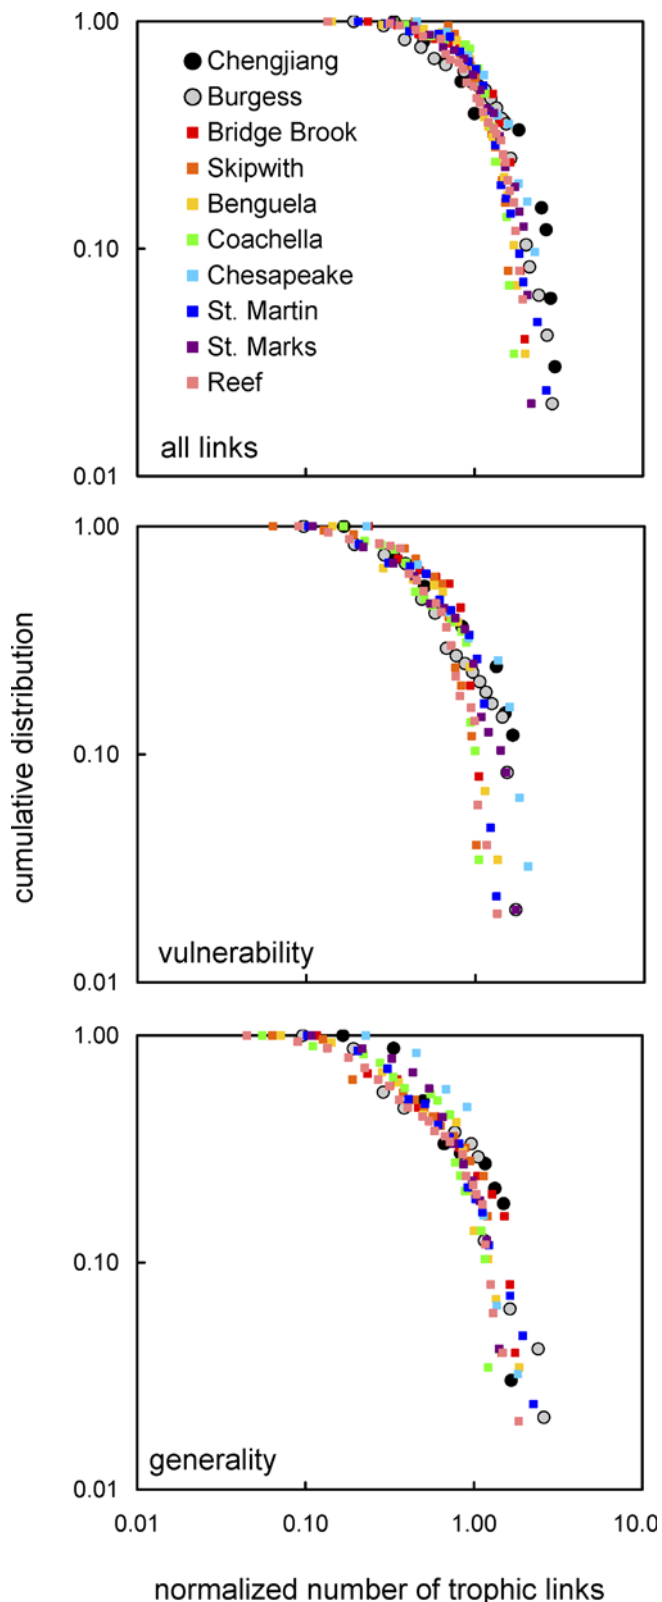 1.00
Chengjiang
Burgess
Bridge Brook
Skipwith
Benguela
0.10
Coachella
Chesapeake
St. Martin
St. Marks
Reef
all links
0.01
1.00
cumulative distribution
0.10
vulnerability
0.01
1.00
0.10
generality
0.01
0.01 0.10 1.00 10.0
normalized number of trophic links